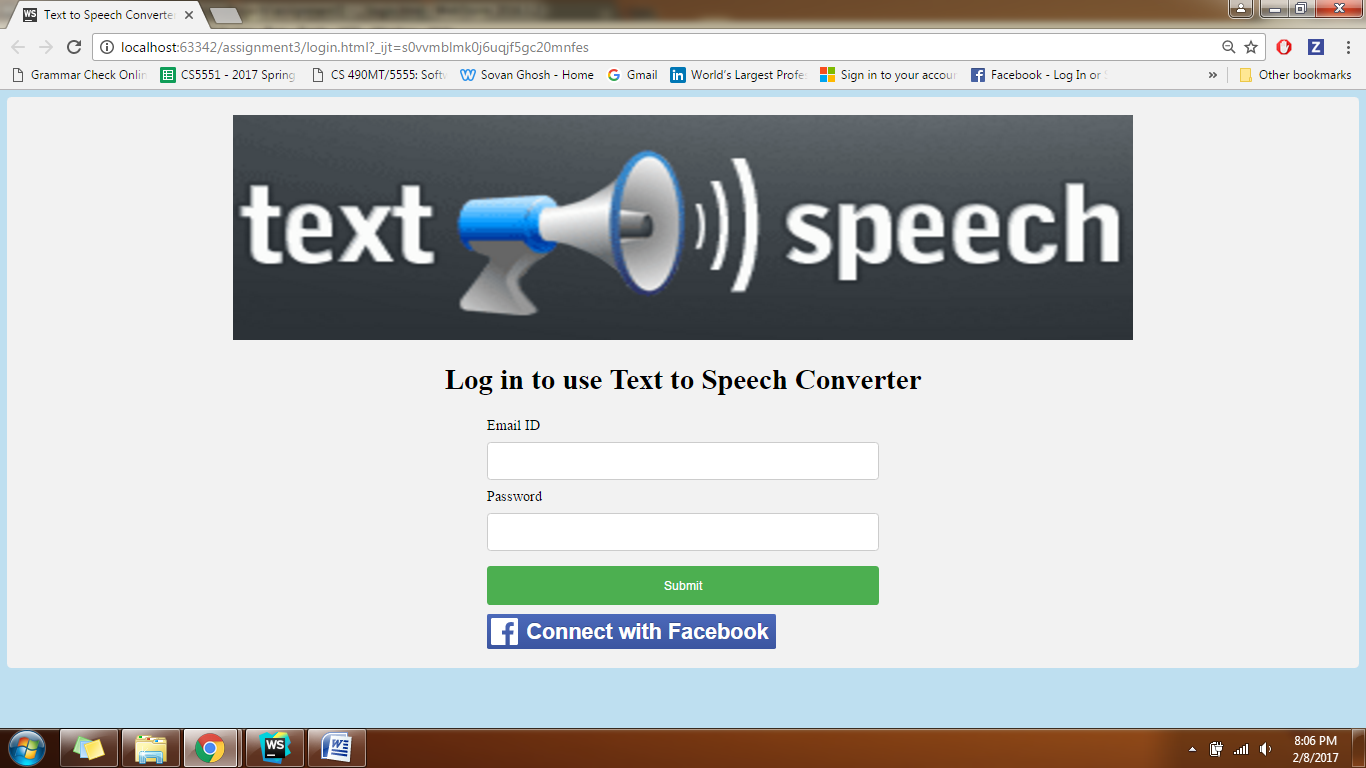 Text to Speech Converte
localhost:63342/assignment3/login.html?_ijt=s0vvmblmk0j6uqjf5gc20mnfes
Grammar Check Onlin CS5551 - 2017 Spring CS 490MT/5555: Soft Sovan Ghosh - Home Gmail World's Largest Profe Sign in to your accou Facebook - Log In or » Other bookmarks
text speech
Log in to use Text to Speech Converter
Email ID
Password
Submit
Connect with Facebook
8:06 PM
2/8/2017